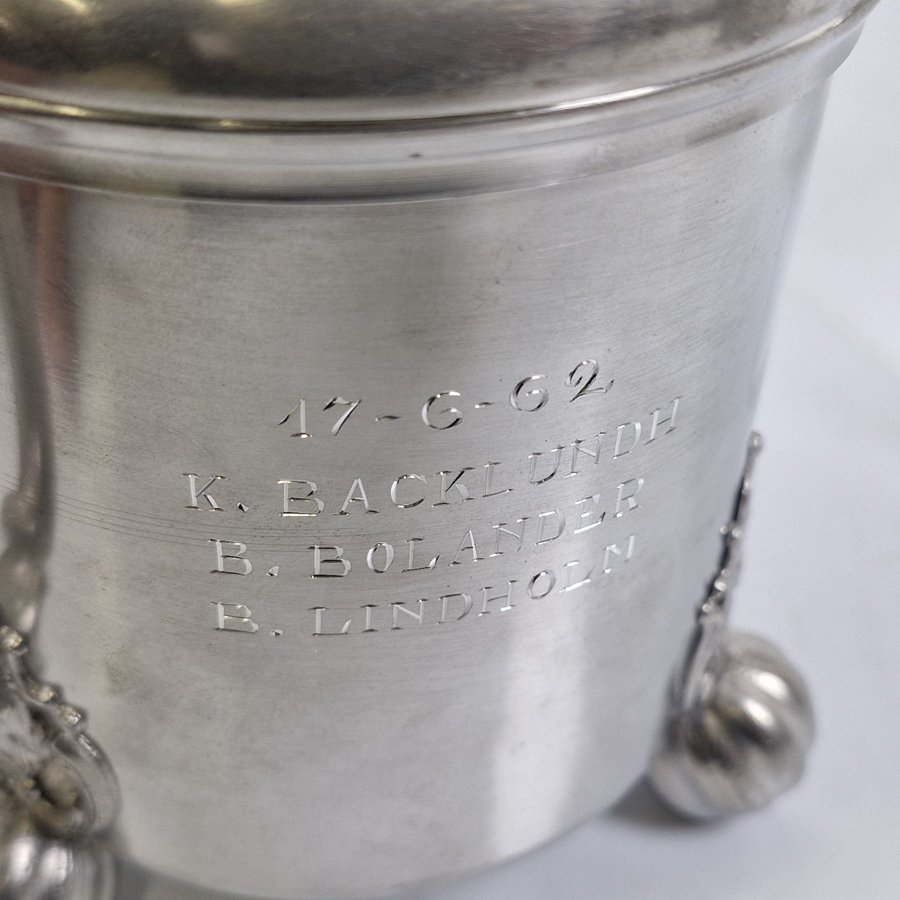 17-6-62
K. BACKLUNDH
B. BOLANDER
B. LINDHOLM